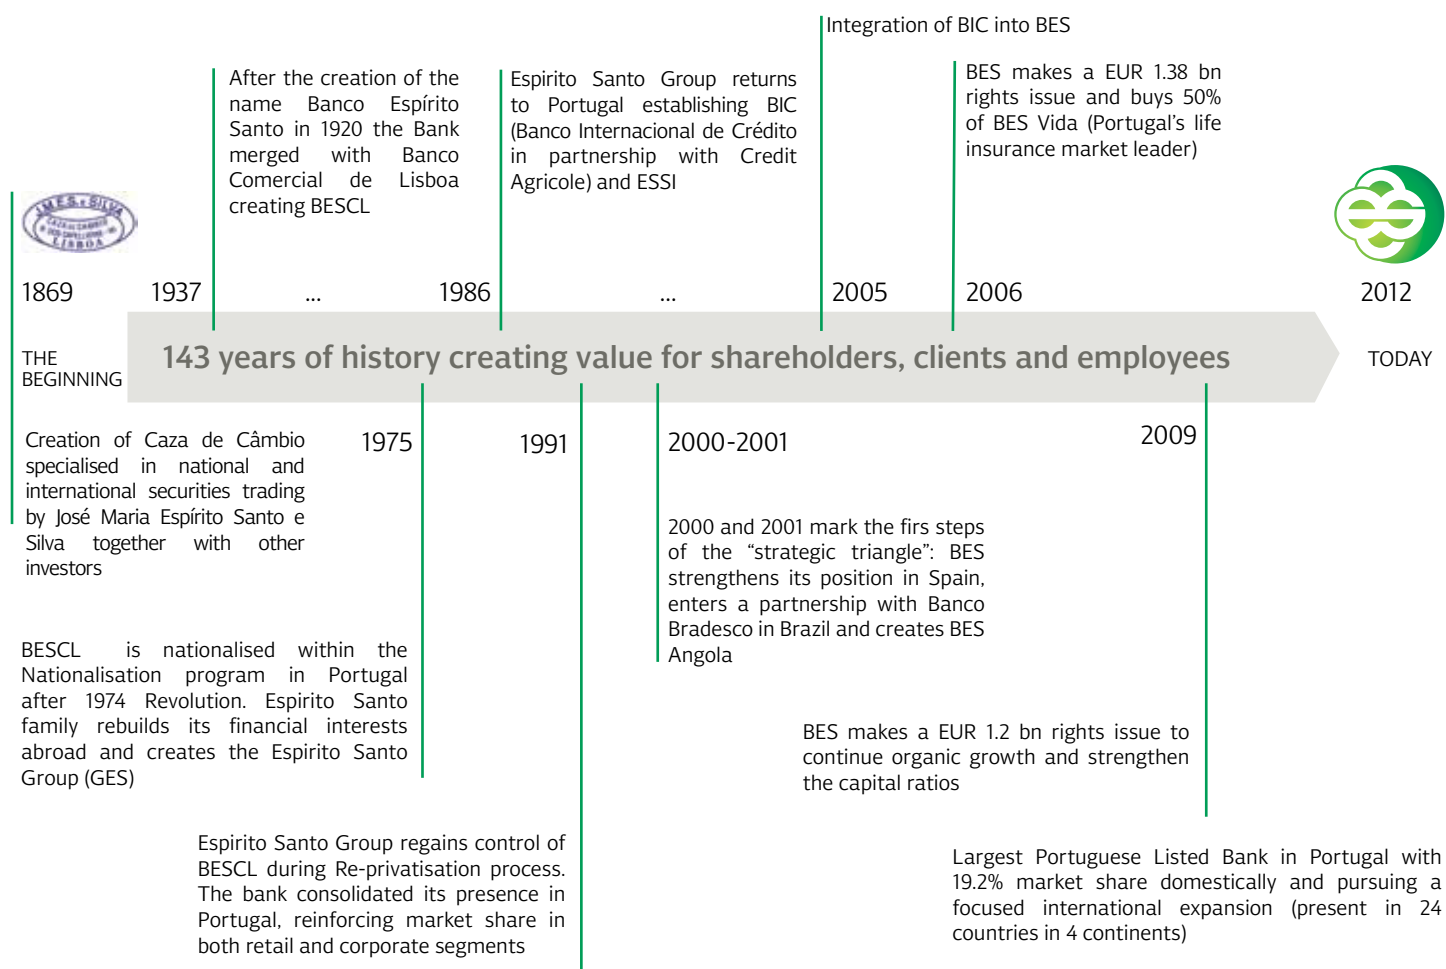 Integration of BIC into BES
After the creation of the
name Banco Espírito
Santo in 1920 the Bank
merged with Banco
Comercial de Lisboa
creating BESCL
Espirito Santo Group returns
to Portugal establishing BIC
(Banco Internacional de Crédito
in partnership with Credit
Agricole) and ESSI
BES makes a EUR 1.38 bn
rights issue and buys 50%
of BES Vida (Portugal's life
insurance market leader)
J.M.E.S. e SILVA
CAZA DE CAMBIO
LISBOA
1869
1937
...
1986
...
2005
2006
2012
THE
BEGINNING
143 years of history creating value for shareholders, clients and employees
TODAY
Creation of Caza de Câmbio
specialised in national and
international securities trading
by José Maria Espírito Santo e
Silva together with other
investors
1975
1991
2000-2001
2009
2000 and 2001 mark the firs steps
of the “strategic triangle”: BES
strengthens its position in Spain,
enters a partnership with Banco
Bradesco in Brazil and creates BES
Angola
BESCL is nationalised within the
Nationalisation program in Portugal
after 1974 Revolution. Espirito Santo
family rebuilds its financial interests
abroad and creates the Espirito Santo
Group (GES)
BES makes a EUR 1.2 bn rights issue to
continue organic growth and strengthen
the capital ratios
Espirito Santo Group regains control of
BESCL during Re-privatisation process.
The bank consolidated its presence in
Portugal, reinforcing market share in
both retail and corporate segments
Largest Portuguese Listed Bank in Portugal with
19.2% market share domestically and pursuing a
focused international expansion (present in 24
countries in 4 continents)